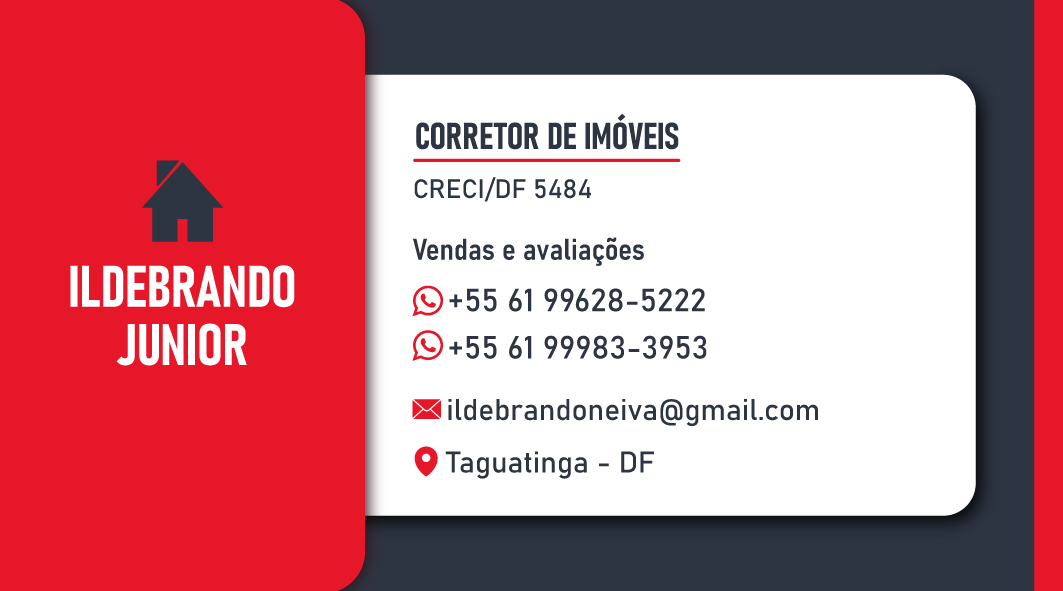 ILDEBRANDO
JUNIOR
CORRETOR DE IMÓVEIS
CRECI/DF 5484
Vendas e avaliações
+55 61 99628-5222
+55 61 99983-3953
ildebrandoneiva@gmail.com
Taguatinga - DF